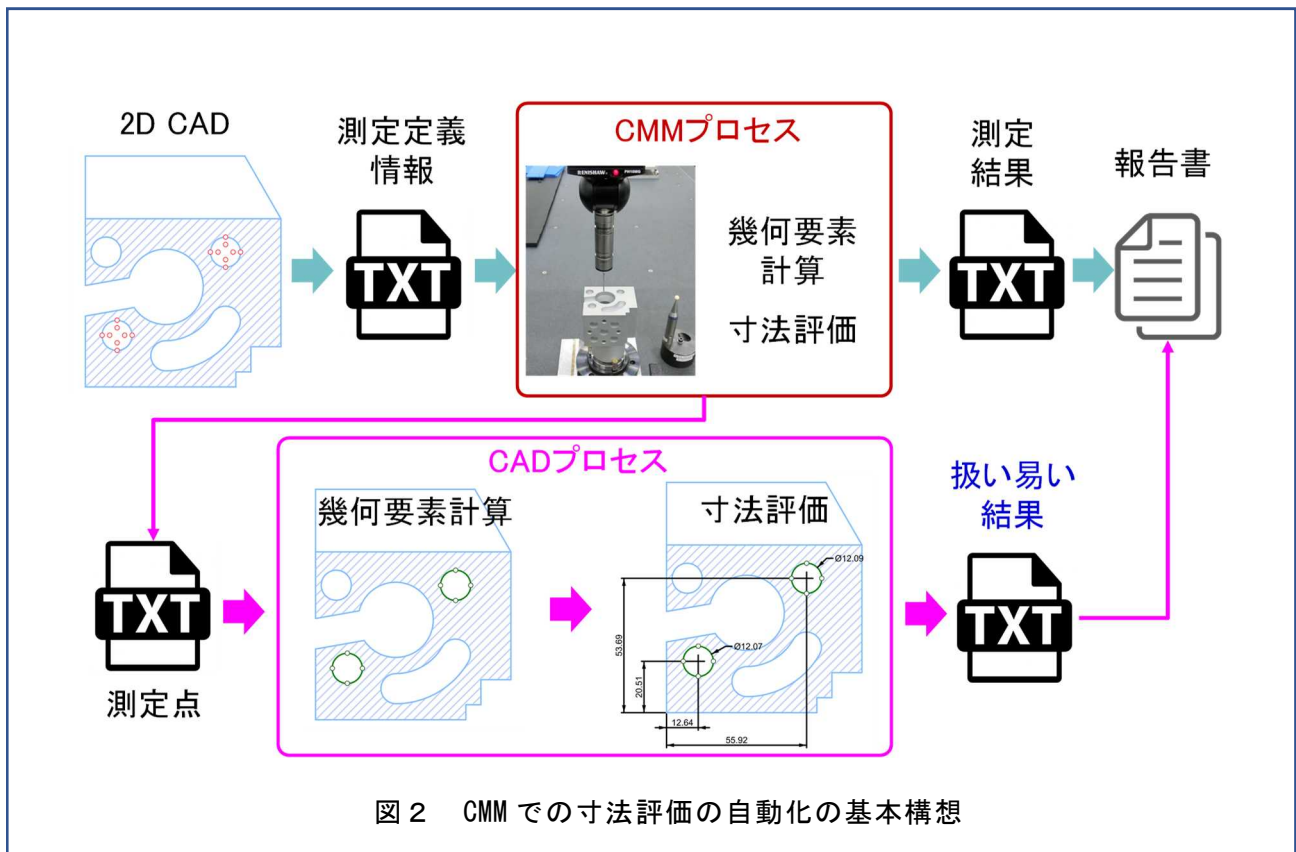 2D CAD
測定定義
情報
TXT
CMMプロセス
RENISHAW
幾何要素
計算
寸法評価
測定
結果
TXT
報告書
CADプロセス
TXT
測定点
幾何要素計算
寸法評価
Ø12.09
Ø12.07
53.69
20.51
12.64
55.92
扱い易い
結果
TXT
図2 CMMでの寸法評価の自動化の基本構想